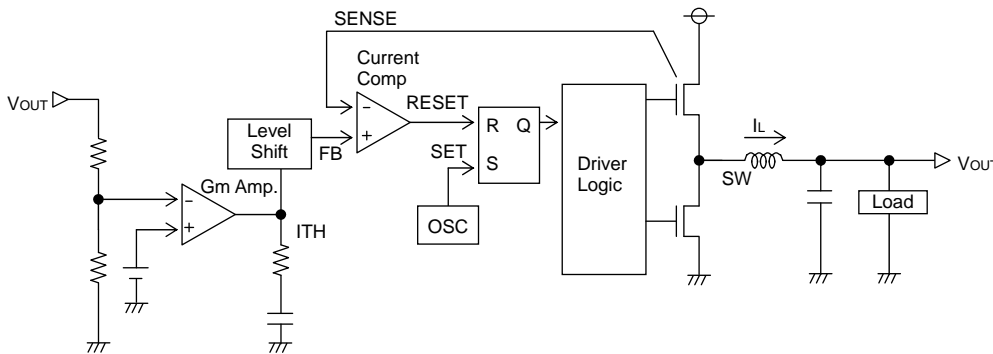 SENSE
Current
Comp
VOUT
−
+
RESET
R Q
S
SET
Level
Shift
FB
Gm Amp.
−
+
ITH
OSC
Driver
Logic
IL
SW
VOUT
Load